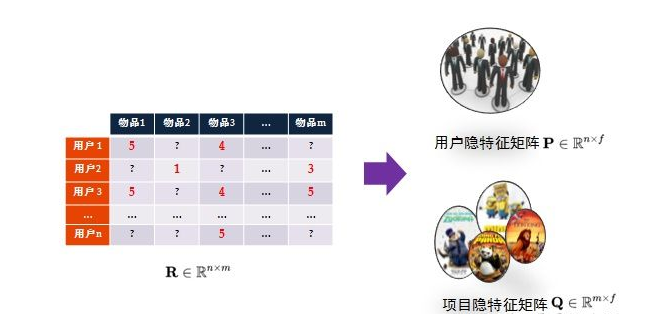 物品1 物品2 物品3 ... 物品m
用户1 5 ? 4 ... ?
用户2 ? 1 ? ... 3
用户3 5 ? 4 ... 5
... ... ... ... ... ...
用户n ? ? 5 ... ?
R ∈ ℝ^{n×m}
用户隐特征矩阵 P ∈ ℝ^{n×f}
项目隐特征矩阵 Q ∈ ℝ^{m×f}